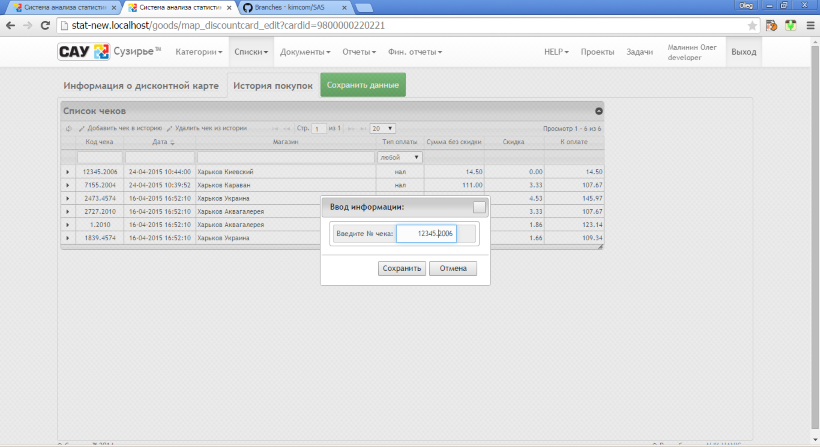 Система анализа статисти
Система анализа статисти
Branches · kimcom/SAS
Oleg
stat-new.localhost/goods/map_discountcard_edit?cardid=9800000220221
САУ Сузирье™ Категории Списки Документы Отчеты Фин. отчеты HELP Проекты Задачи Малинин Олег Выход
developer
Информация о дисконтной карте История покупок Сохранить данные
Список чеков
Добавить чек в историю Удалить чек из истории Стр. 1 из 1 20 Просмотр 1 - 6 из 6
Код чека Дата Магазин Тип оплаты Сумма без скидки Скидка К оплате
любой
12345.2006 24-04-2015 10:44:00 Харьков Киевский нал 14.50 0.00 14.50
7155.2004 24-04-2015 10:39:52 Харьков Караван нал 111.00 3.33 107.67
2473.4574 16-04-2015 16:52:10 Харьков Украина 4.53 145.97
2727.2010 16-04-2015 16:52:10 Харьков Аквагалерея 3.33 107.67
1.2010 16-04-2015 16:52:10 Харьков Аквагалерея 1.86 123.14
1839.4574 16-04-2015 16:52:10 Харьков Украина 1.66 109.34
Ввод информации:
Введите № чека: 12345.2006
Сохранить Отмена